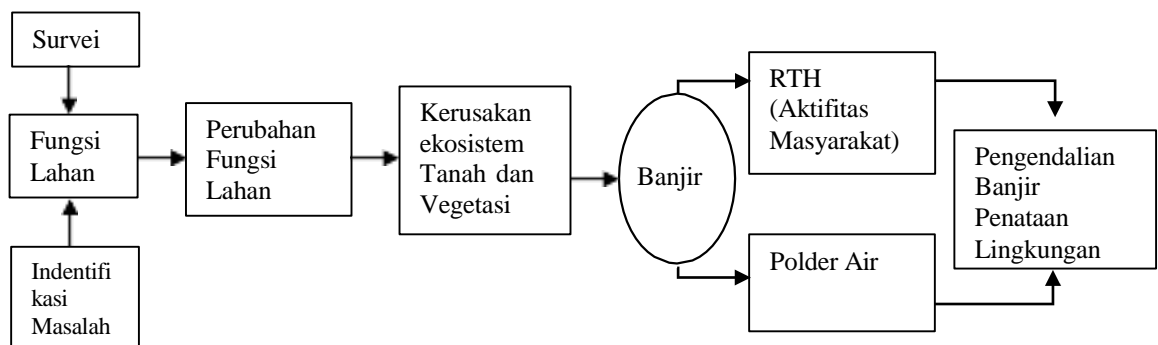 Survei
Fungsi
Lahan
Indentifi
kasi
Masalah
Perubahan
Fungsi
Lahan
Kerusakan
ekosistem
Tanah dan
Vegetasi
Banjir
RTH
(Aktifitas
Masyarakat)
Polder Air
Pengendalian
Banjir
Penataan
Lingkungan